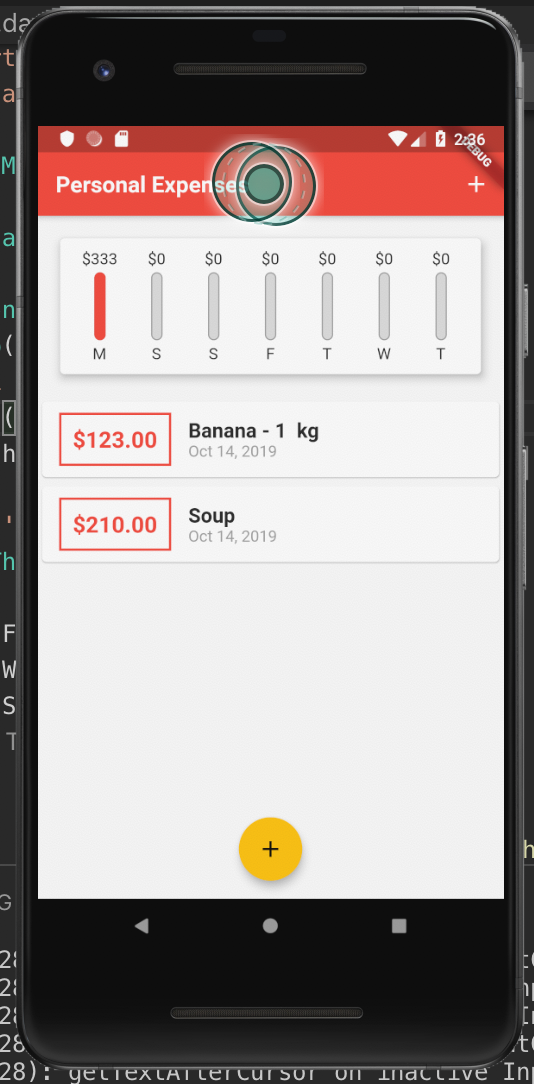 2:36
DEBUG
Personal Expenses
+
$333 $0 $0 $0 $0 $0 $0
M S S F T W T
$123.00
Banana - 1 kg
Oct 14, 2019
$210.00
Soup
Oct 14, 2019
+
28): getTextAfterCursor on inactive Inp